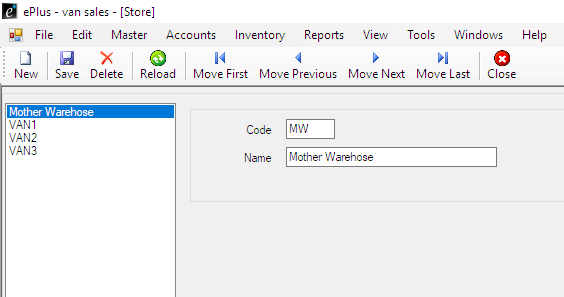 ePlus - van sales - [Store]
File Edit Master Accounts Inventory Reports View Tools Windows Help
New Save Delete Reload Move First Move Previous Move Next Move Last Close
Mother Warehose
VAN1
VAN2
VAN3
Code MW
Name Mother Warehose